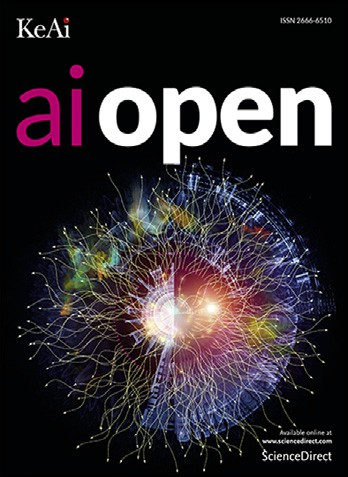 KeAi
ISSN 2666-6510
ai open
Available online at
www.sciencedirect.com
ScienceDirect